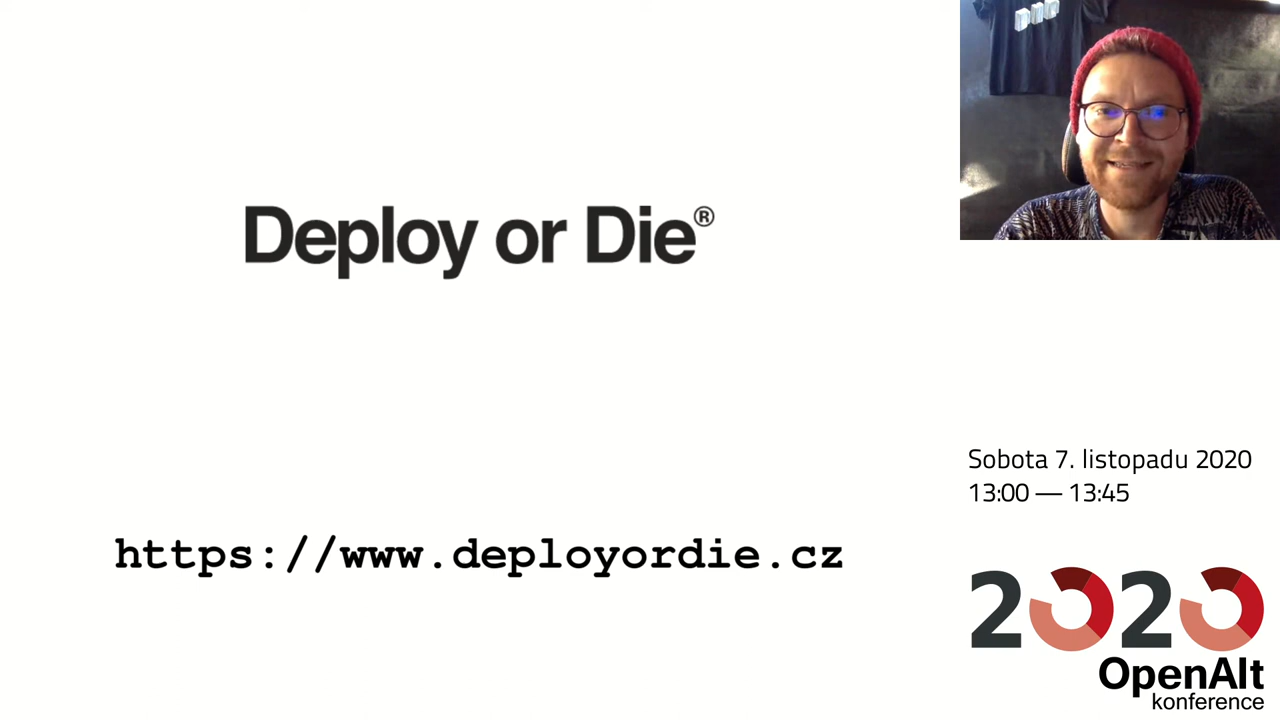 Deploy or Die®
https://www.deployordie.cz
Sobota 7. listopadu 2020
13:00 — 13:45
2020
OpenAlt
konference